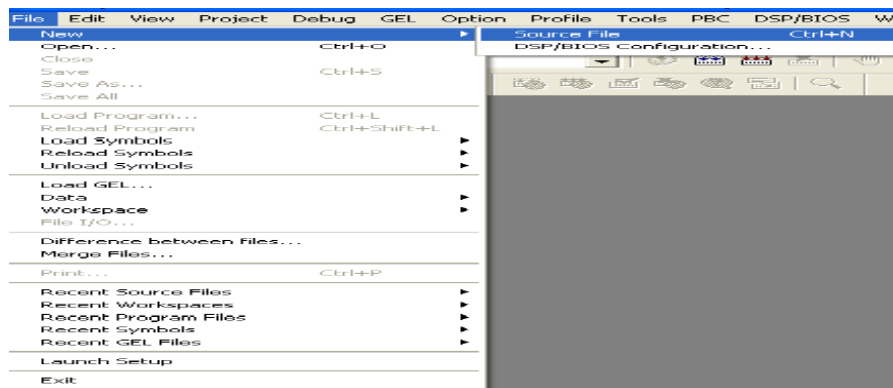 File Edit View Project Debug GEL Option Profile Tools PBC DSP/BIOS W
New
Source File Ctrl+N
Open... Ctrl+O
DSP/BIOS Configuration...
Close
Save Ctrl+S
Save As...
Save All
Load Program... Ctrl+L
Reload Program Ctrl+Shift+L
Load Symbols
Reload Symbols
Unload Symbols
Load GEL...
Data
Workspace
File I/O...
Difference between files...
Merge Files...
Print... Ctrl+P
Recent Source Files
Recent Workspaces
Recent Program Files
Recent Symbols
Recent GEL Files
Launch Setup
Exit